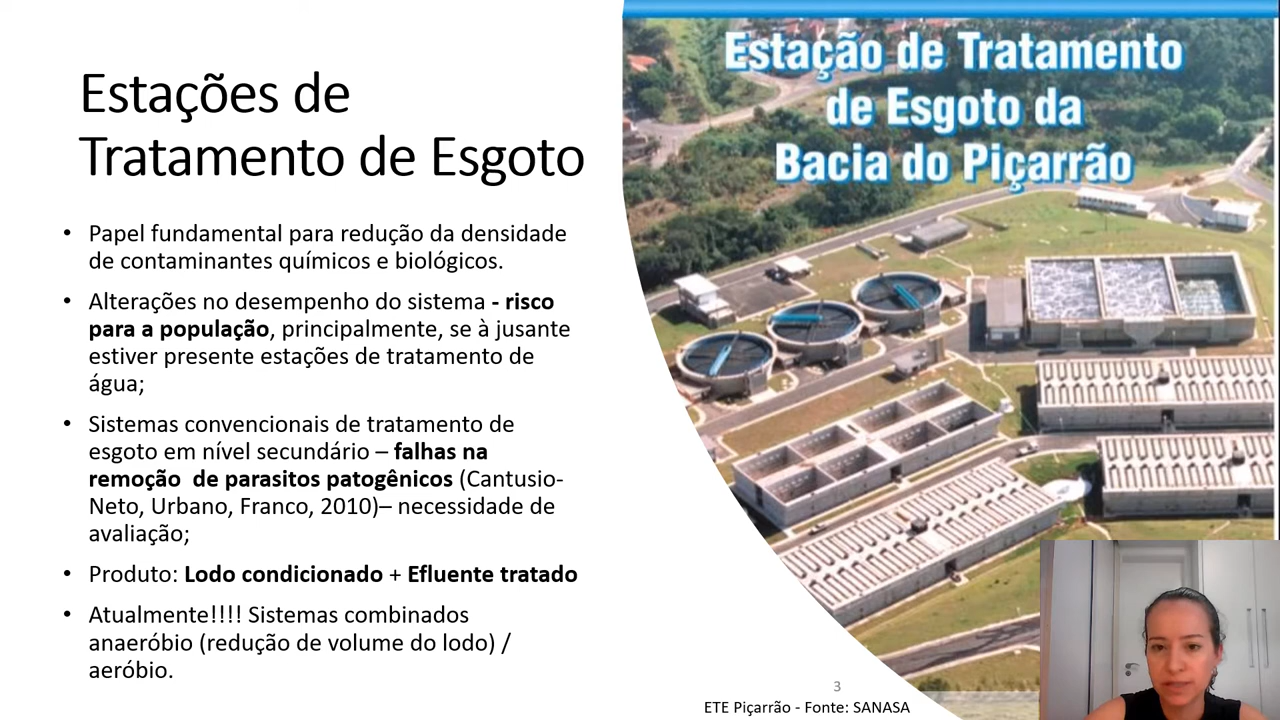 Estações de
Tratamento de Esgoto
• Papel fundamental para redução da densidade
de contaminantes químicos e biológicos.
• Alterações no desempenho do sistema - risco
para a população, principalmente, se à jusante
estiver presente estações de tratamento de
água;
• Sistemas convencionais de tratamento de
esgoto em nível secundário – falhas na
remoção  de parasitos patogênicos (Cantusio-
Neto, Urbano, Franco, 2010)– necessidade de
avaliação;
• Produto: Lodo condicionado + Efluente tratado
• Atualmente!!!! Sistemas combinados
anaeróbio (redução de volume do lodo) /
aeróbio.
Estação de Tratamento
de Esgoto da
Bacia do Piçarrão
3
ETE Piçarrão - Fonte: SANASA